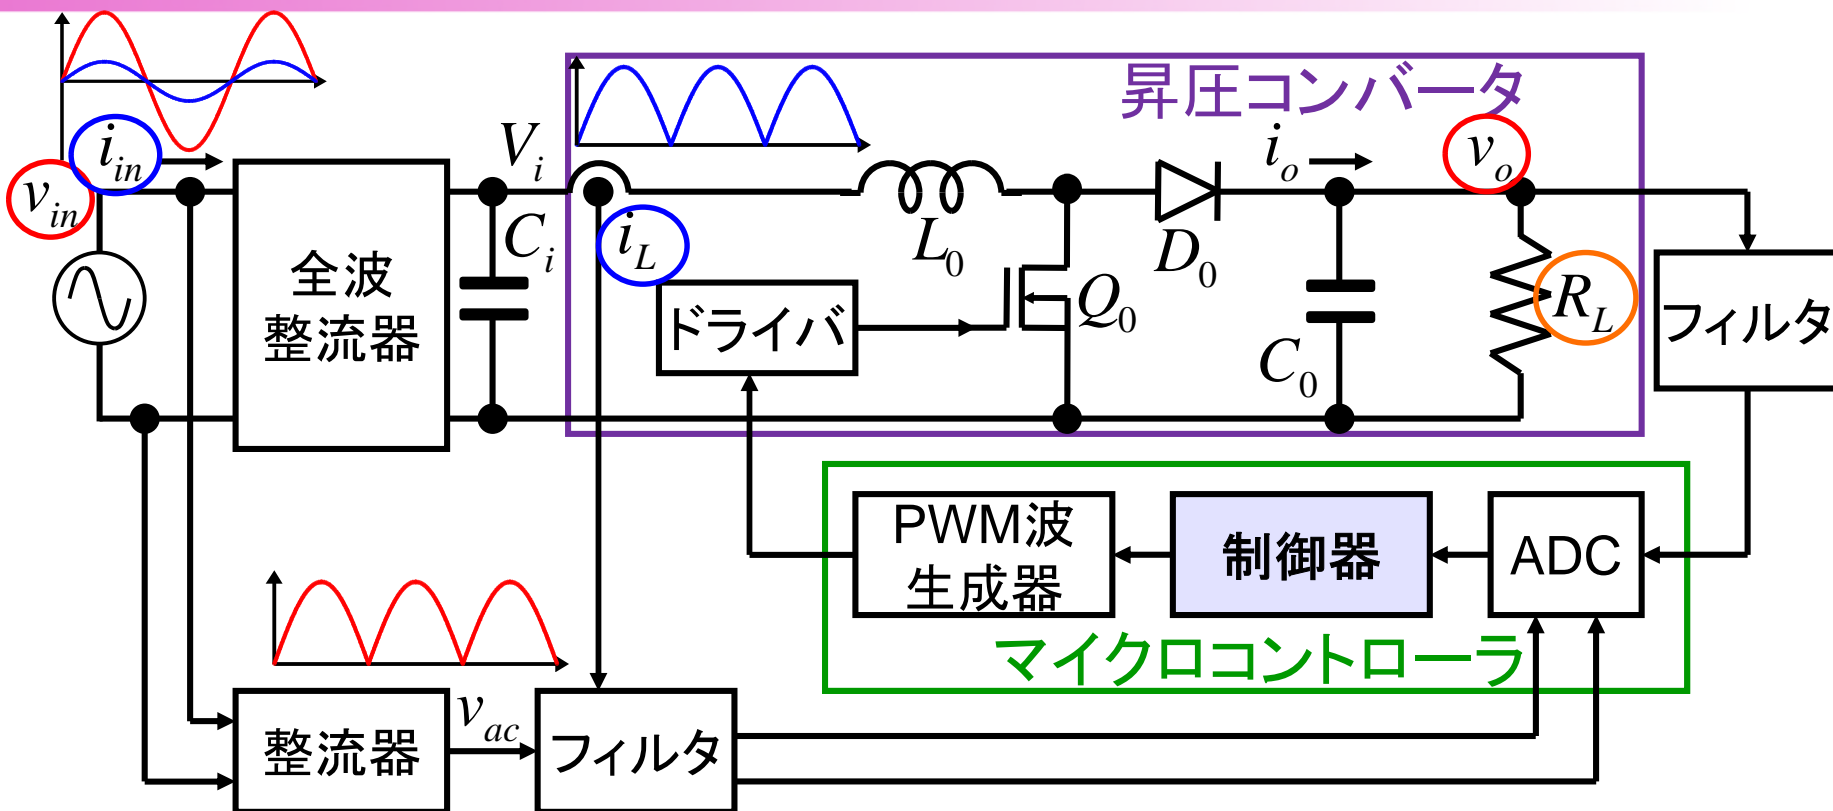 昇圧コンバータ
i_in
v_in
V_i
i_o
v_o
全波
整流器
C_i
i_L
L_0
D_0
ドライバ
Q_0
C_0
R_L
フィルタ
PWM波
生成器
制御器
ADC
マイクロコントローラ
整流器
v_ac
フィルタ